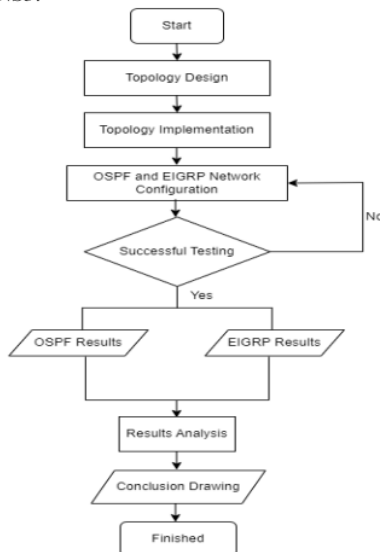 Start
Topology Design
Topology Implementation
OSPF and EIGRP Network
Configuration
No
Successful Testing
Yes
OSPF Results
EIGRP Results
Results Analysis
Conclusion Drawing
Finished